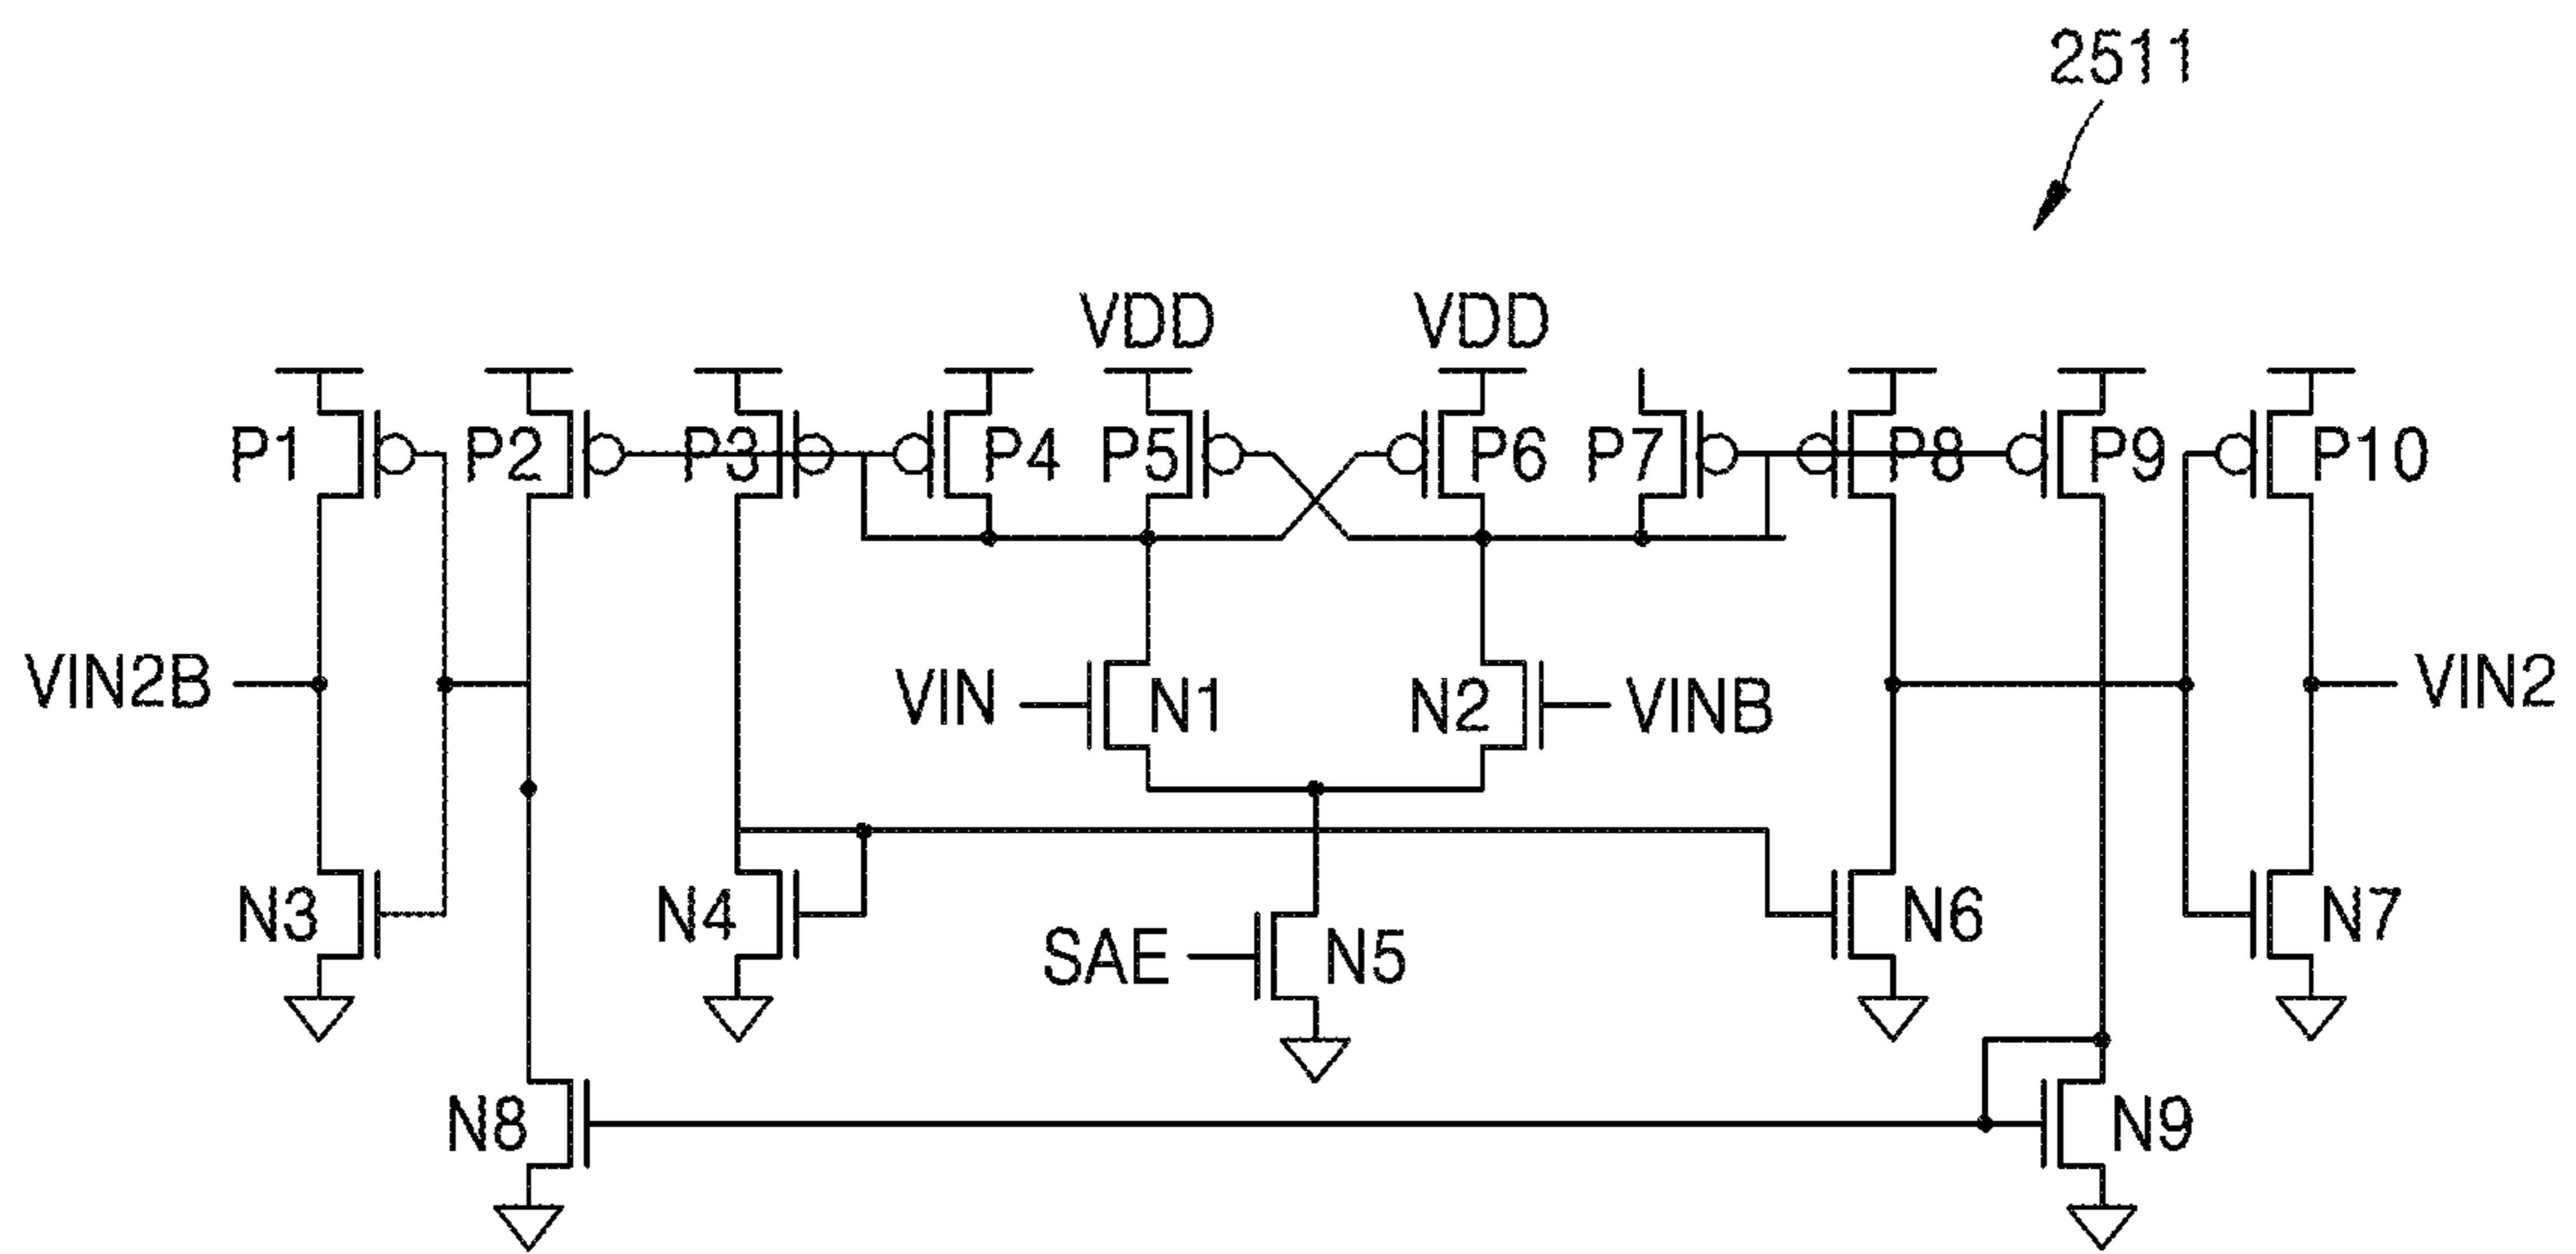 2511
VDD VDD
P1 P2 P3 P4 P5 P6 P7 P8 P9 P10
VIN2B VIN N1 N2 VINB VIN2
N3 N4 SAE N5 N6 N7
N8 N9